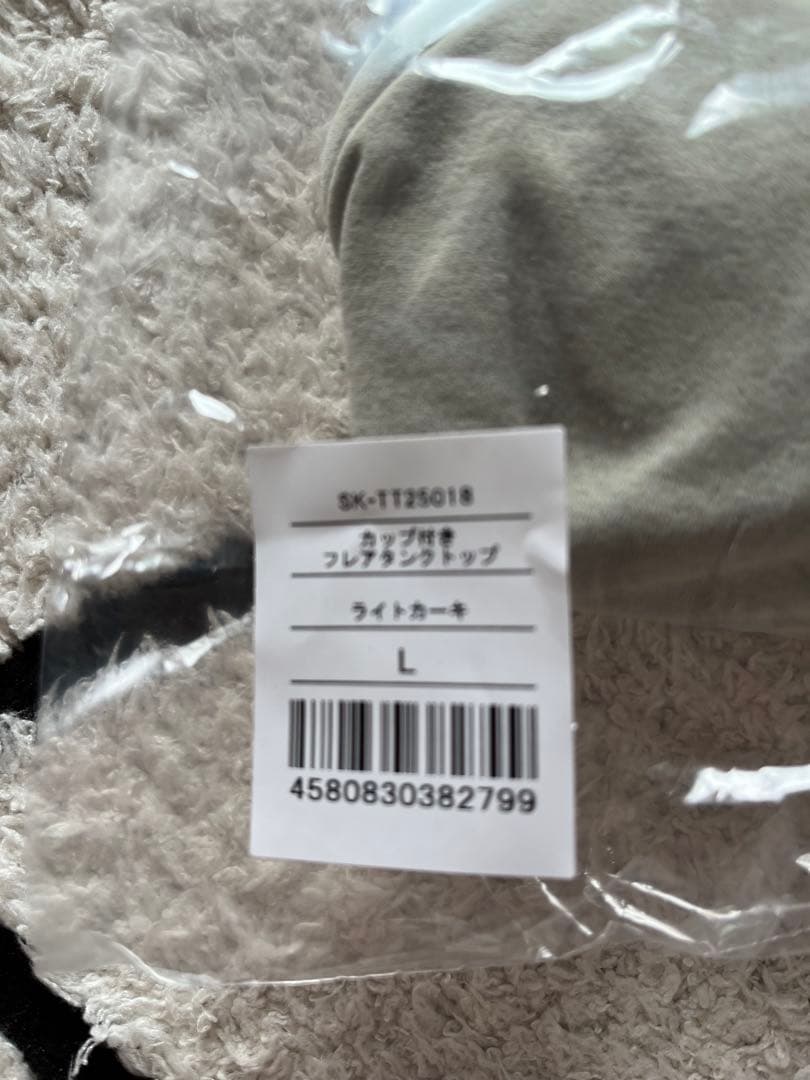 SK-TT25018
カップ付き
フレアタンクトップ
ライトカーキ
L
4580830382799